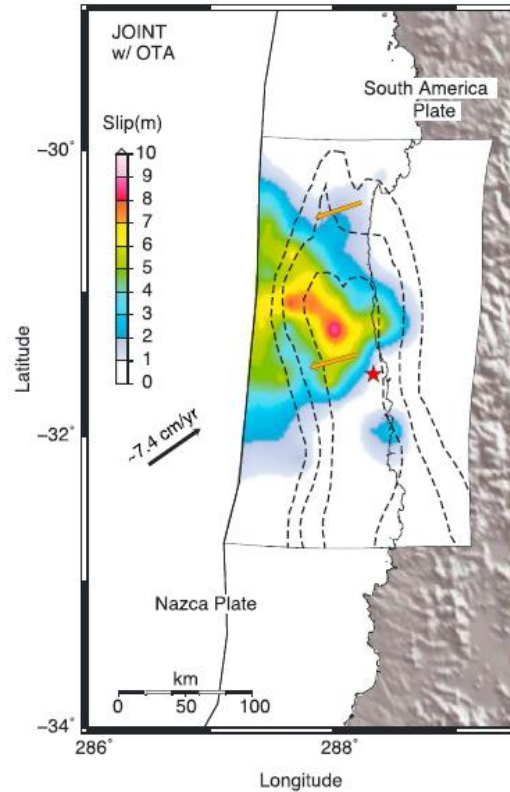 JOINT
w/ OTA
South America
Plate
Slip(m)
10
9
8
7
6
5
4
3
2
1
0
−30°
−32°
−34°
Latitude
~7.4 cm/yr
Nazca Plate
km
0 50 100
286° 288°
Longitude